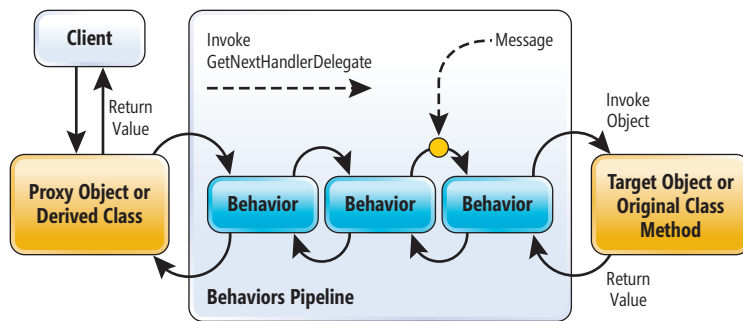 Client
Invoke
GetNextHandlerDelegate
Message
Return
Value
Invoke
Object
Proxy Object or
Derived Class
Behavior
Behavior
Behavior
Target Object or
Original Class
Method
Behaviors Pipeline
Return
Value